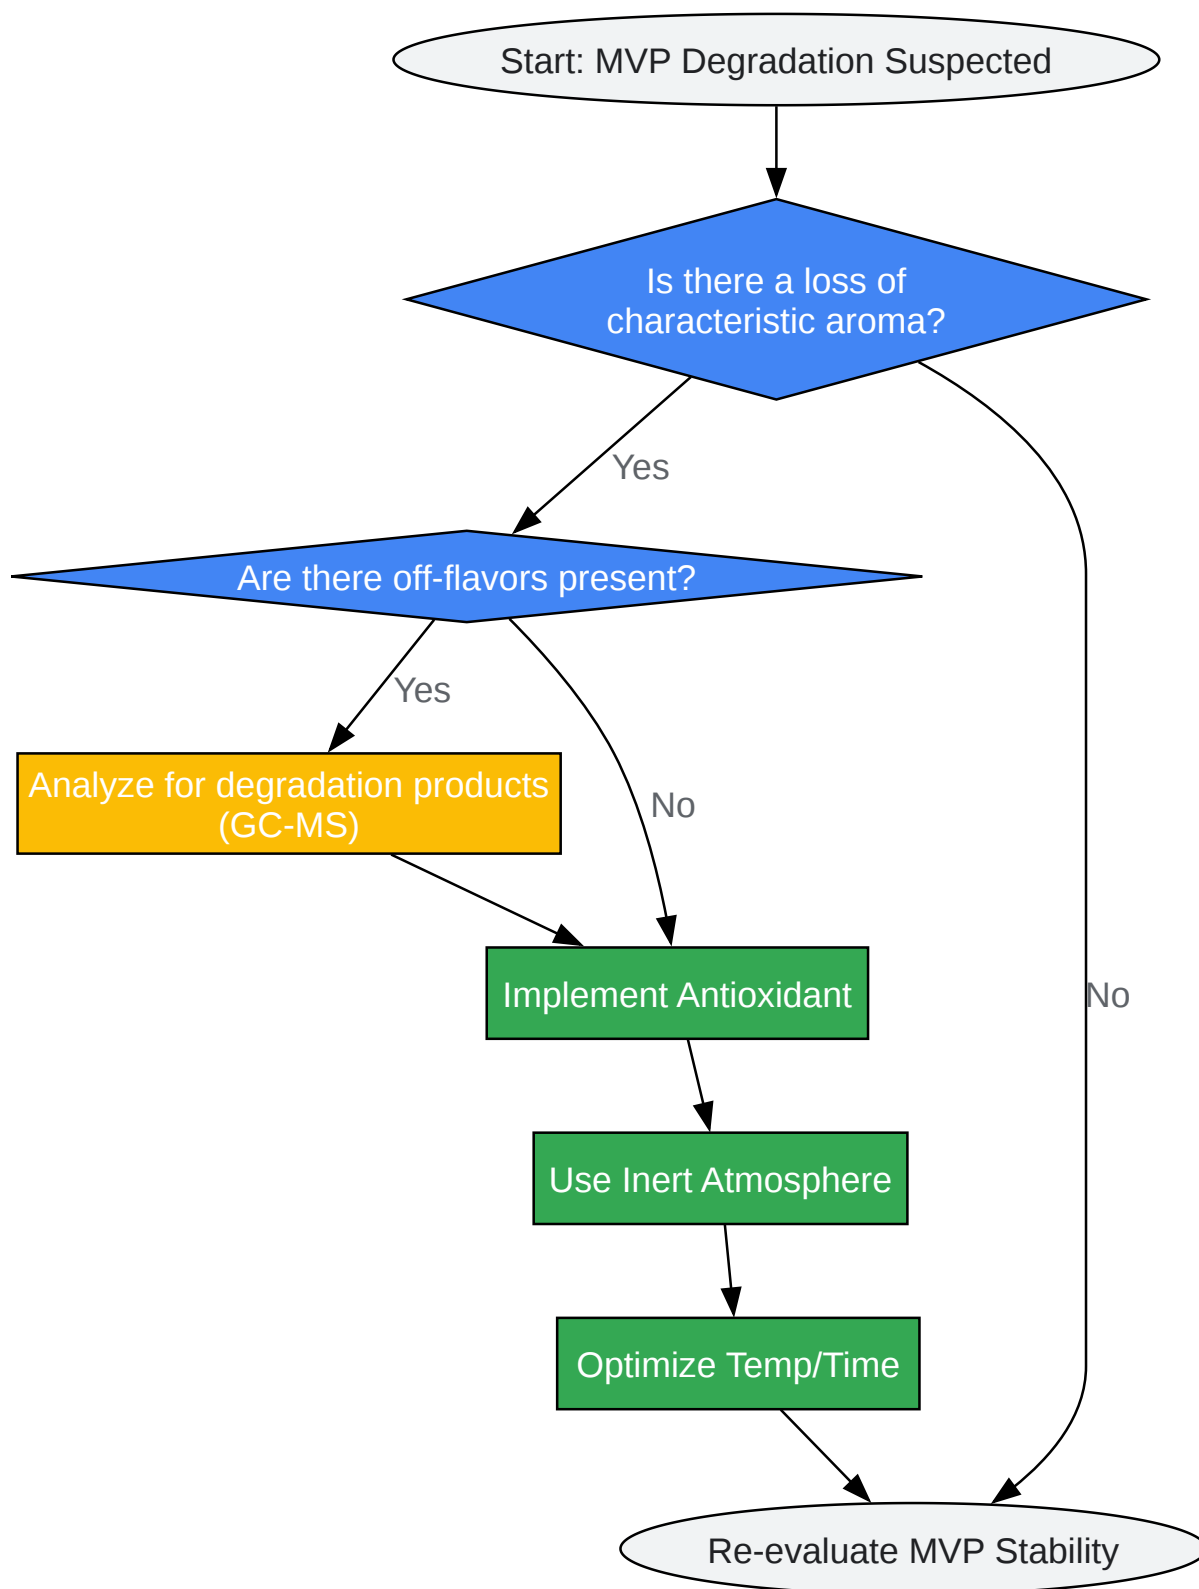 Start: MVP Degradation Suspected
Is there a loss of
characteristic aroma?
Yes
Are there off-flavors present?
Yes
Analyze for degradation products
(GC-MS)
No
Implement Antioxidant
No
Use Inert Atmosphere
Optimize Temp/Time
Re-evaluate MVP Stability